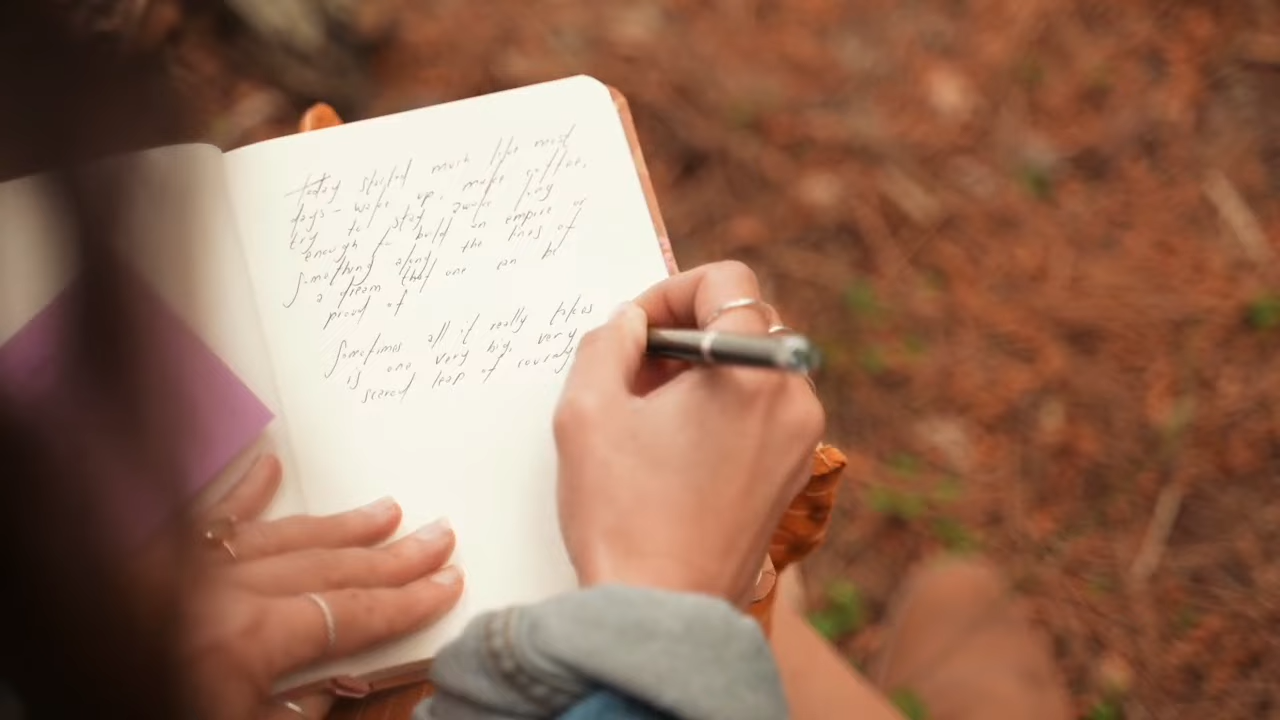 today started much like most
days - wake up, make coffee,
try to stay awake long
enough to build an empire or
something along the lines of
a dream that one can be
proud of
Sometimes all it really takes
is one very big, very
scared leap of courage